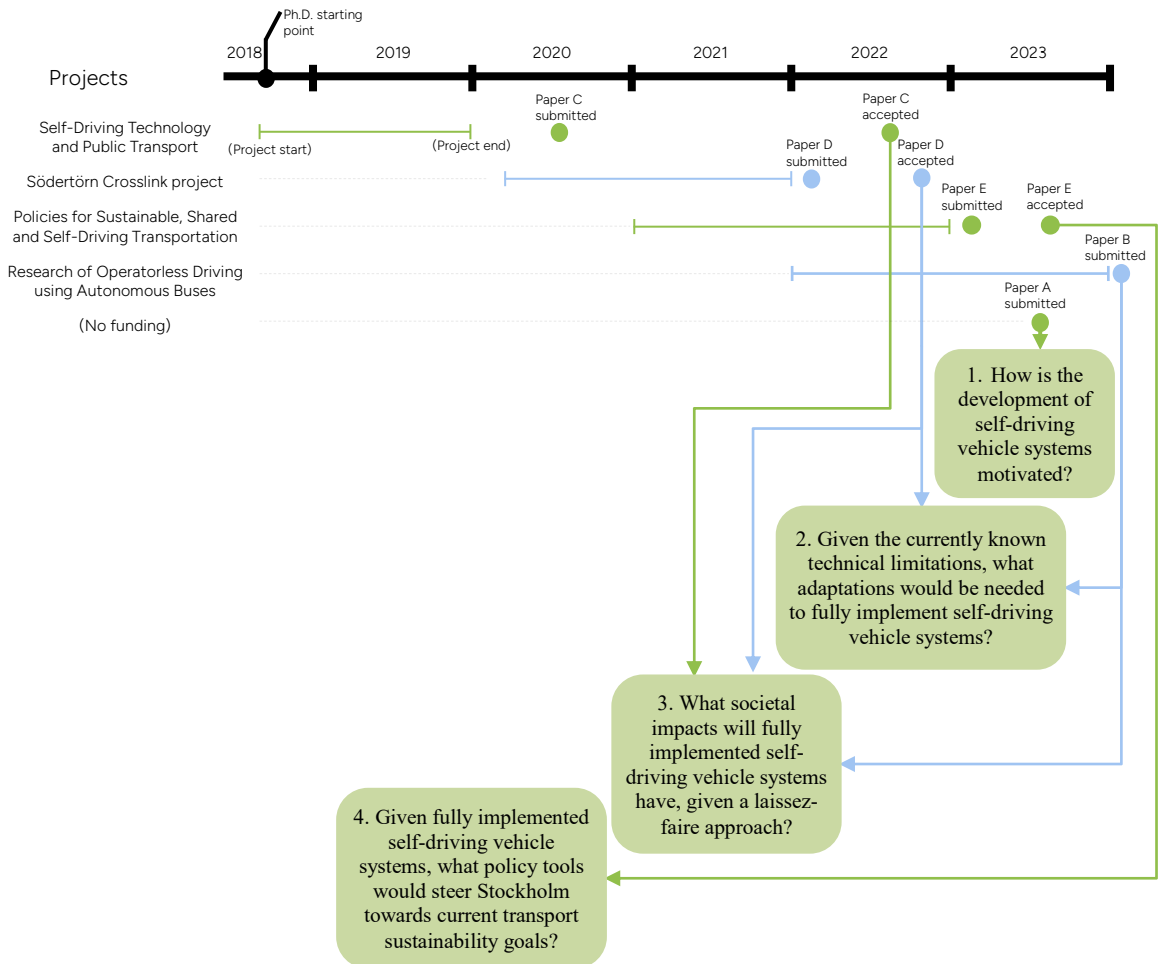 Ph.D. starting
point
2018
2019
2020
2021
2022
2023
Projects
Self-Driving Technology
and Public Transport
(Project start)
(Project end)
Paper C
submitted
Paper C
accepted
Södertörn Crosslink project
Paper D
submitted
Paper D
accepted
Policies for Sustainable, Shared
and Self-Driving Transportation
Paper E
submitted
Paper E
accepted
Research of Operatorless Driving
using Autonomous Buses
Paper B
submitted
(No funding)
Paper A
submitted
1. How is the
development of
self-driving
vehicle systems
motivated?
2. Given the currently known
technical limitations, what
adaptations would be needed
to fully implement self-driving
vehicle systems?
3. What societal
impacts will fully
implemented self-
driving vehicle systems
have, given a laissez-
faire approach?
4. Given fully implemented
self-driving vehicle
systems, what policy tools
would steer Stockholm
towards current transport
sustainability goals?